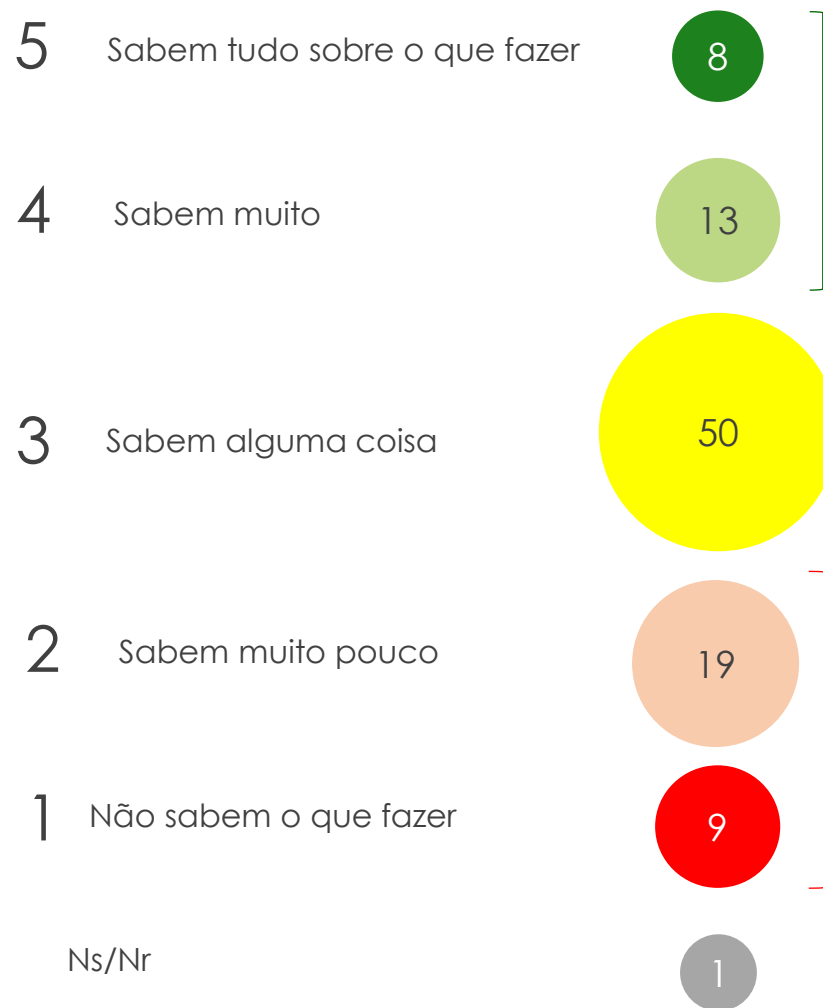 5 Sabem tudo sobre o que fazer 8
4 Sabem muito 13
3 Sabem alguma coisa 50
2 Sabem muito pouco 19
1 Não sabem o que fazer 9
Ns/Nr 1